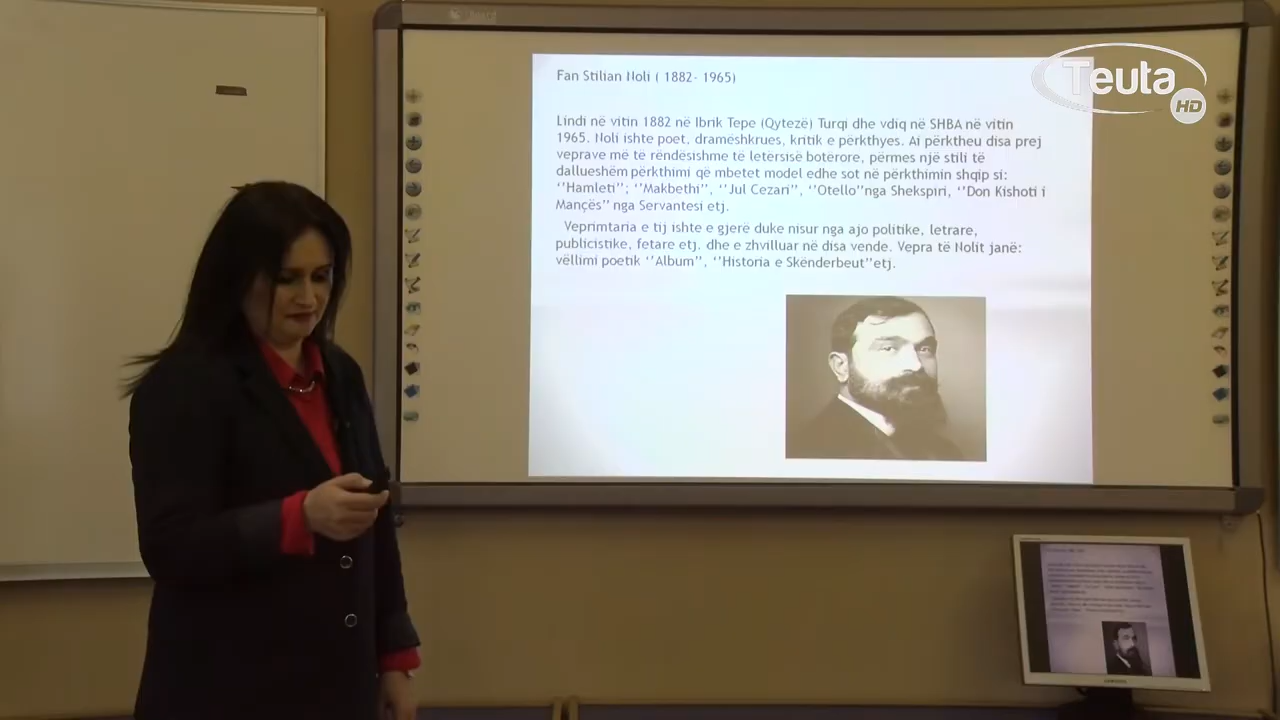 Teuta
HD
Fan Stilian Noli ( 1882- 1965)
Lindi në vitin 1882 në Ibrik Tepe (Qytezë) Turqi dhe vdiq në SHBA në vitin
1965. Noli ishte poet, dramëshkrues, kritik e përkthyes. Ai përktheu disa prej
veprave më të rëndësishme të letërsisë botërore, përmes një stili të
dallueshëm përkthimi që mbetet model edhe sot në përkthimin shqip si:
‘’Hamleti’’; ‘’Makbethi’’, ‘’Jul Cezari’’, ‘’Otello’’nga Shekspiri, ‘’Don Kishoti i
Mançës’’ nga Servantesi etj.
Veprimtaria e tij ishte e gjerë duke nisur nga ajo politike, letrare,
publicistike, fetare etj. dhe e zhvilluar në disa vende. Vepra të Nolit janë:
vëllimi poetik ‘’Album’’, ‘’Historia e Skënderbeut’’etj.